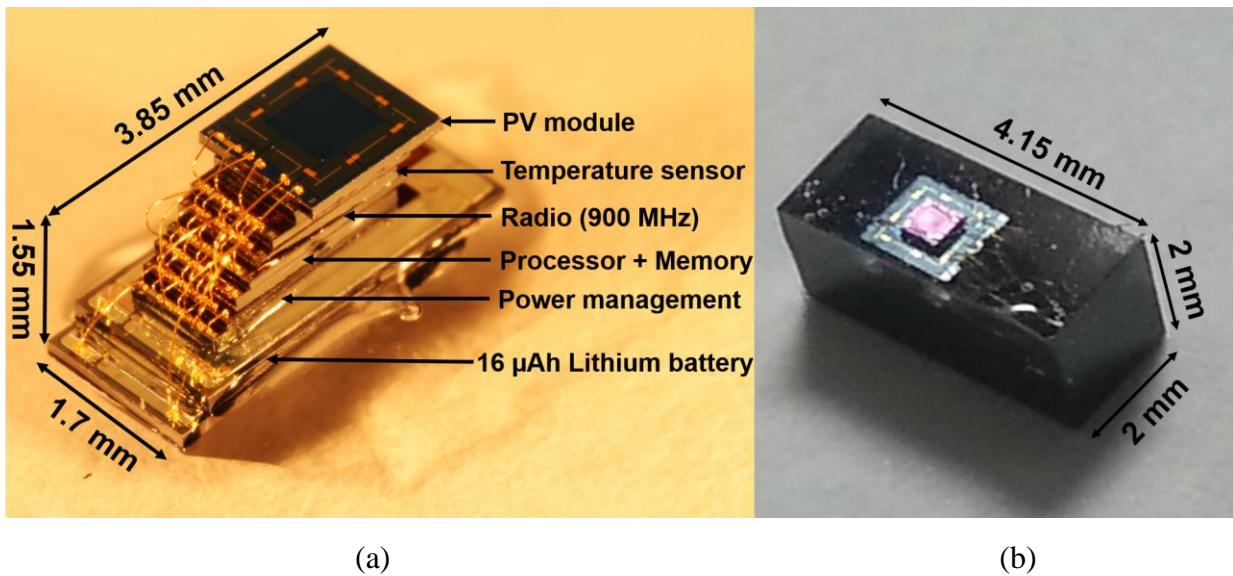 3.85 mm
1.55 mm
1.7 mm
PV module
Temperature sensor
Radio (900 MHz)
Processor + Memory
Power management
16 µAh Lithium battery
4.15 mm
2 mm
2 mm
(a)
(b)